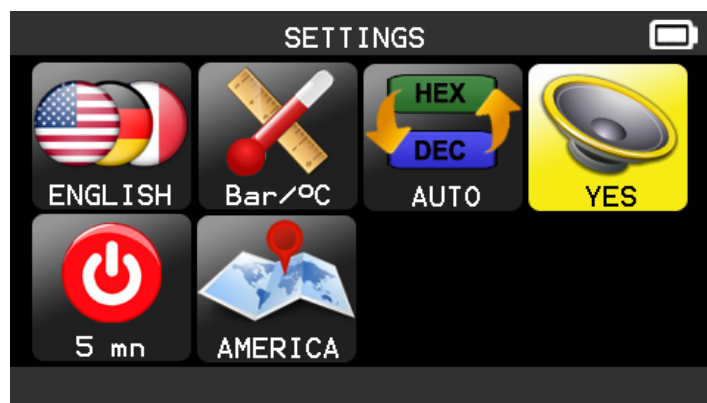 SETTINGS
HEX
DEC
ENGLISH
Bar/ºC
AUTO
YES
5 mn
AMERICA